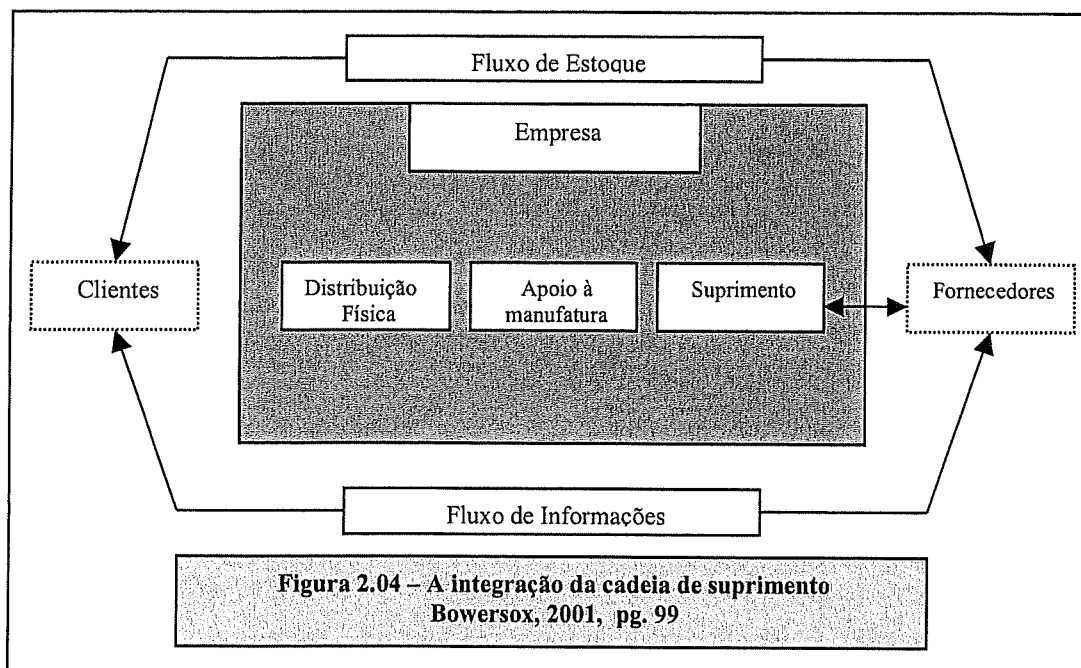 Fluxo de Estoque
Empresa
Clientes
Distribuição
Física
Apoio à
manufatura
Suprimento
Fornecedores
Fluxo de Informações
Figura 2.04 – A integração da cadeia de suprimento
Bowersox, 2001, pg. 99